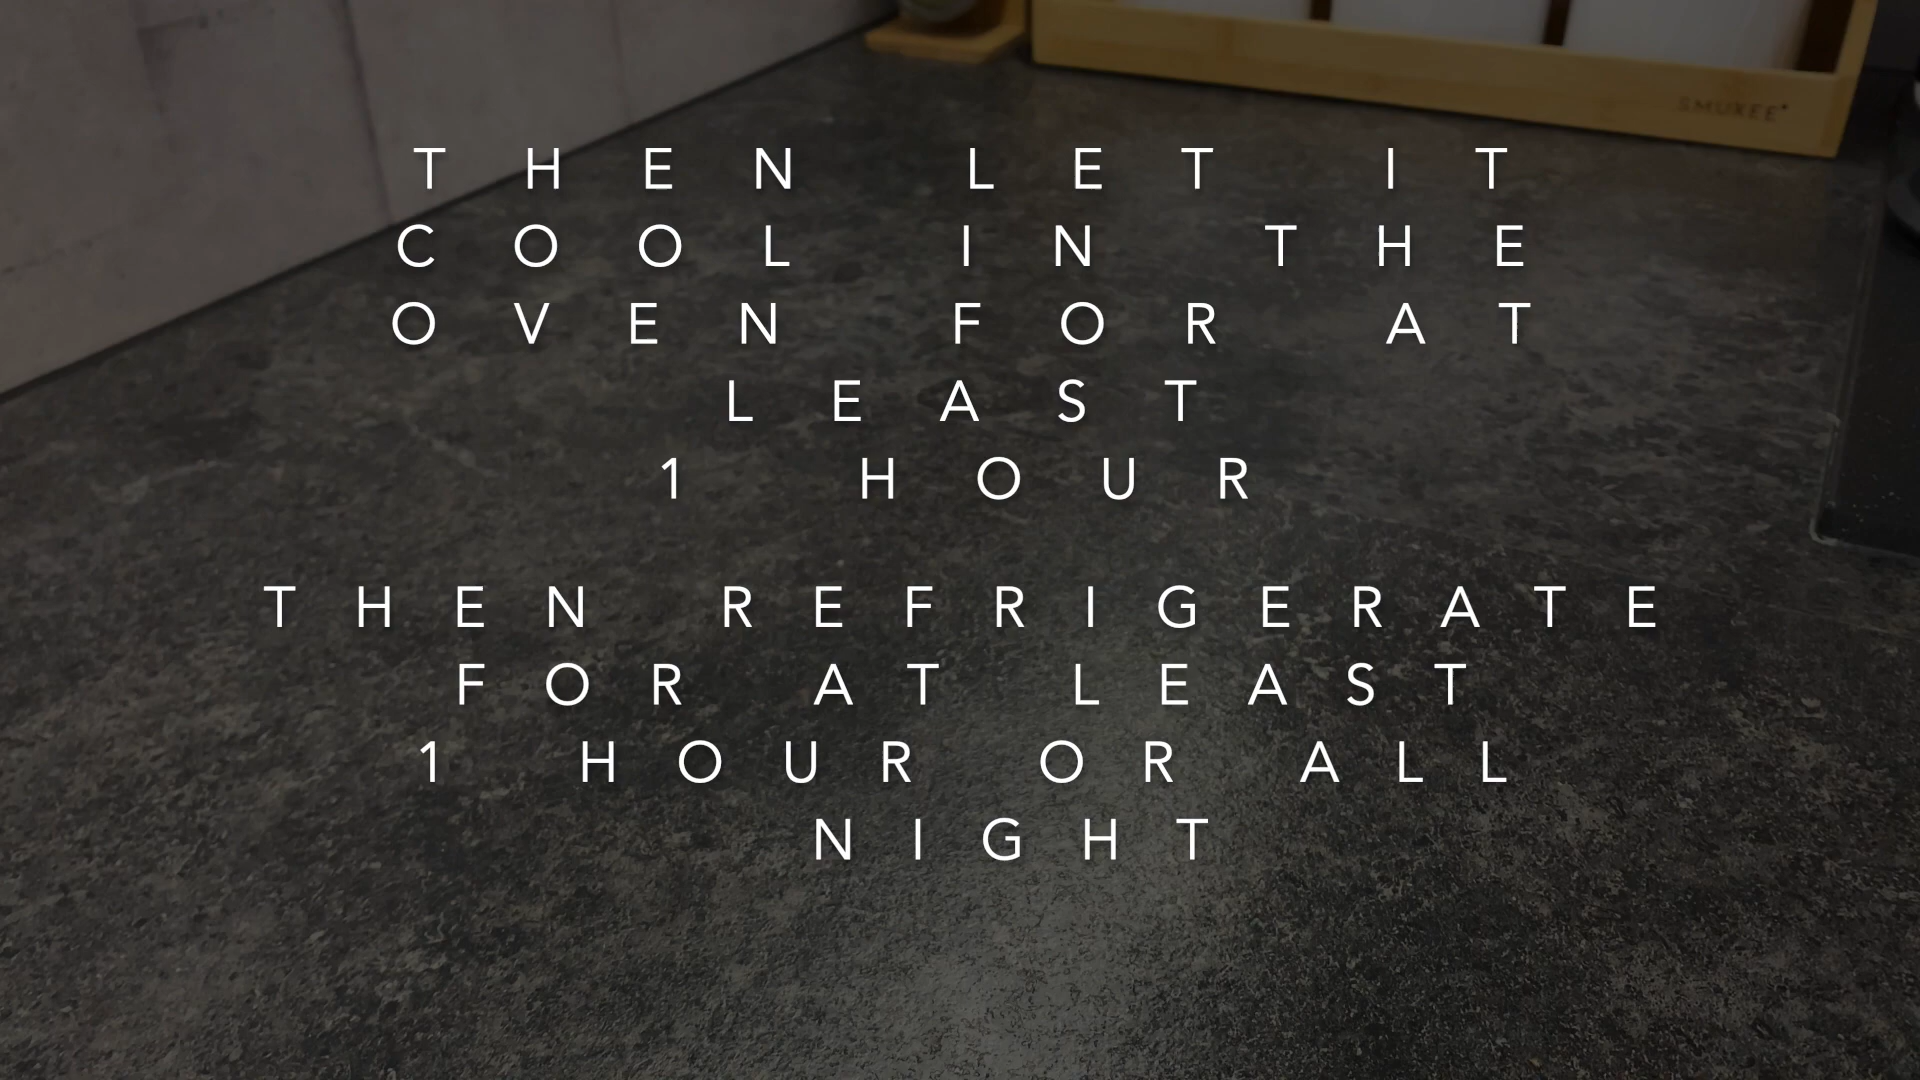 SMUKEE
THEN LET IT
COOL IN THE
OVEN FOR AT
LEAST
1 HOUR
THEN REFRIGERATE
FOR AT LEAST
1 HOUR OR ALL
NIGHT